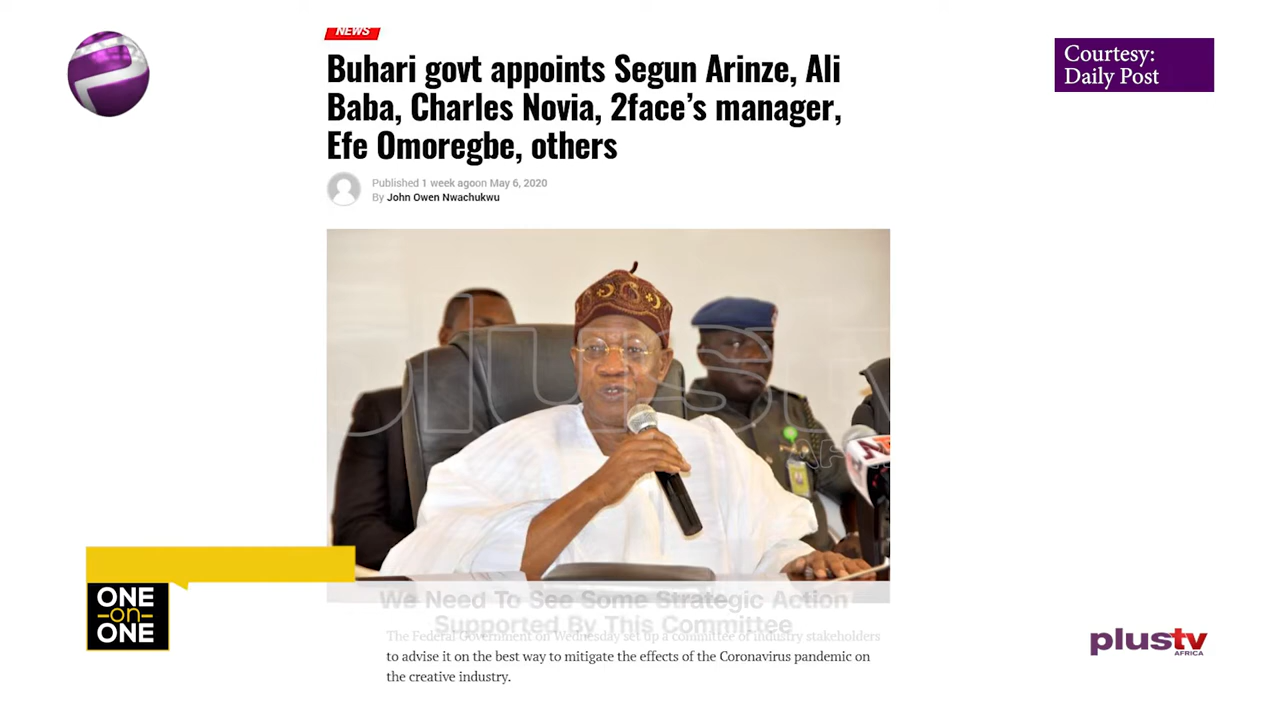 NEWS
Buhari govt appoints Segun Arinze, Ali
Baba, Charles Novia, 2face's manager,
Efe Omoregbe, others
Published 1 week agoon May 6, 2020
By John Owen Nwachukwu
Courtesy:
Daily Post
plustv
AFRICA
We Need To See Some Strategic Action
Supported By This Committee
The Federal Government on Wednesday set up a committee of industry stakeholders
to advise it on the best way to mitigate the effects of the Coronavirus pandemic on
the creative industry.
ONE
on
ONE
plustv
AFRICA